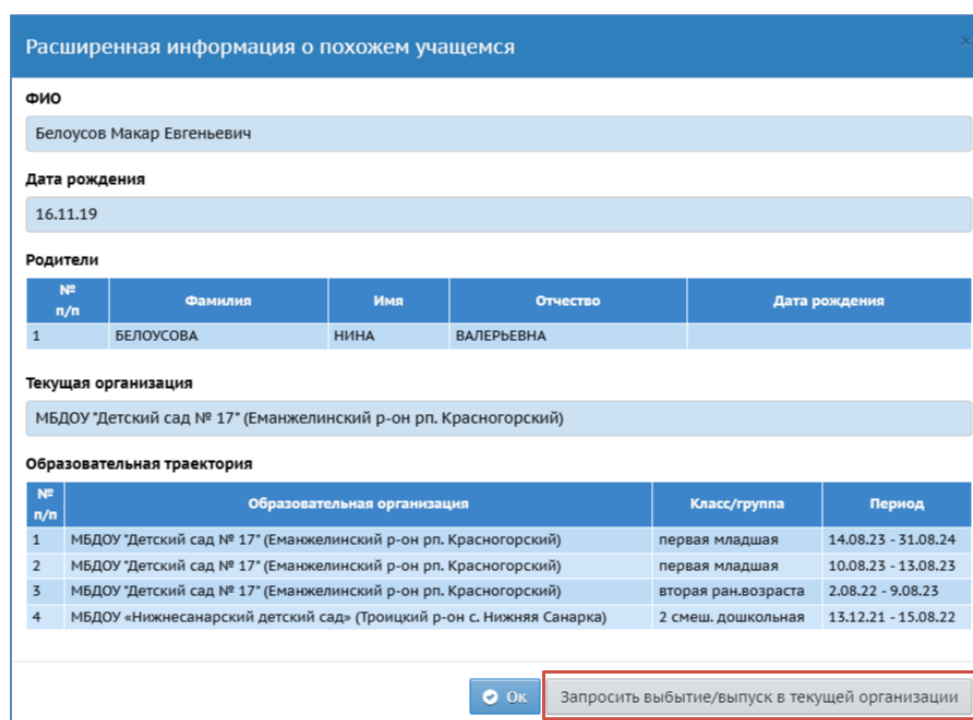 Расширенная информация о похожем учащемся
×
ФИО
Белоусов Макар Евгеньевич
Дата рождения
16.11.19
Родители
№ п/п Фамилия Имя Отчество Дата рождения
1 БЕЛОУСОВА НИНА ВАЛЕРЬЕВНА
Текущая организация
МБДОУ "Детский сад № 17" (Еманжелинский р-он рп. Красногорский)
Образовательная траектория
№ п/п Образовательная организация Класс/группа Период
1 МБДОУ "Детский сад № 17" (Еманжелинский р-он рп. Красногорский) первая младшая 14.08.23 - 31.08.24
2 МБДОУ "Детский сад № 17" (Еманжелинский р-он рп. Красногорский) первая младшая 10.08.23 - 13.08.23
3 МБДОУ "Детский сад № 17" (Еманжелинский р-он рп. Красногорский) вторая ран.возраста 2.08.22 - 9.08.23
4 МБДОУ «Нижнесанарский детский сад» (Троицкий р-он с. Нижняя Санарка) 2 смеш. дошкольная 13.12.21 - 15.08.22
Ок Запросить выбытие/выпуск в текущей организации